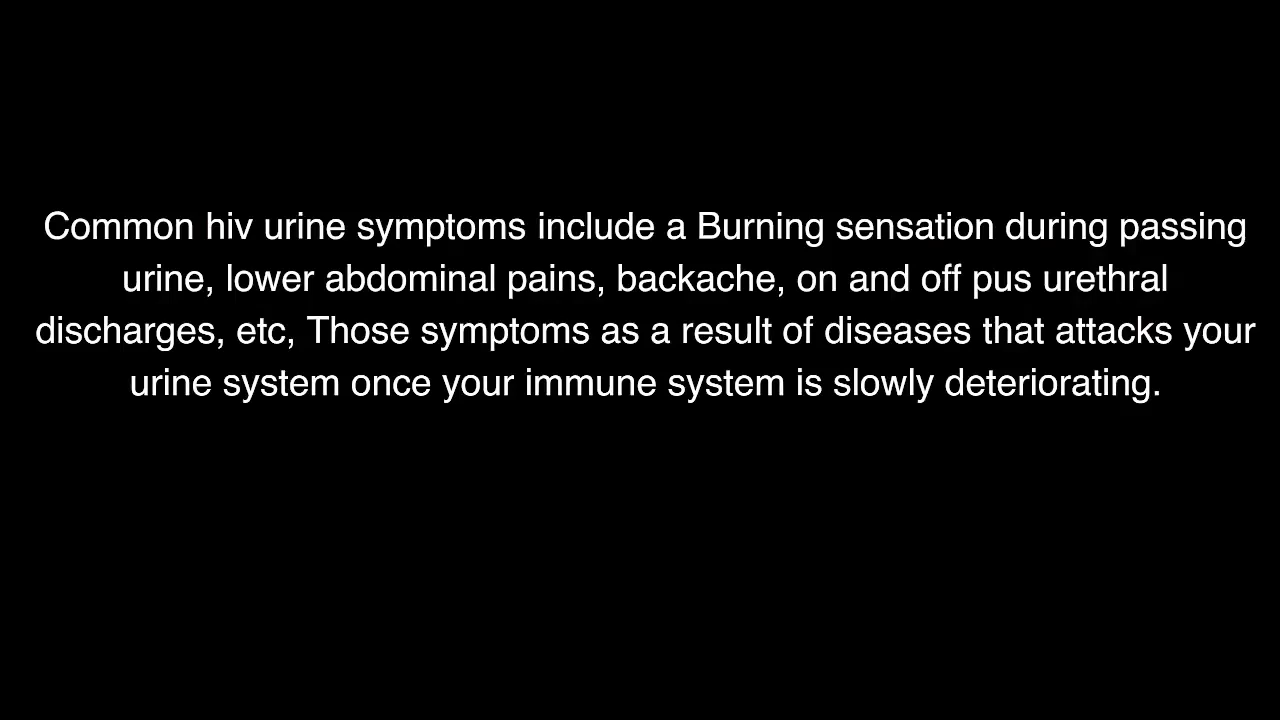 Common hiv urine symptoms include a Burning sensation during passing
urine, lower abdominal pains, backache, on and off pus urethral
discharges, etc, Those symptoms as a result of diseases that attacks your
urine system once your immune system is slowly deteriorating.